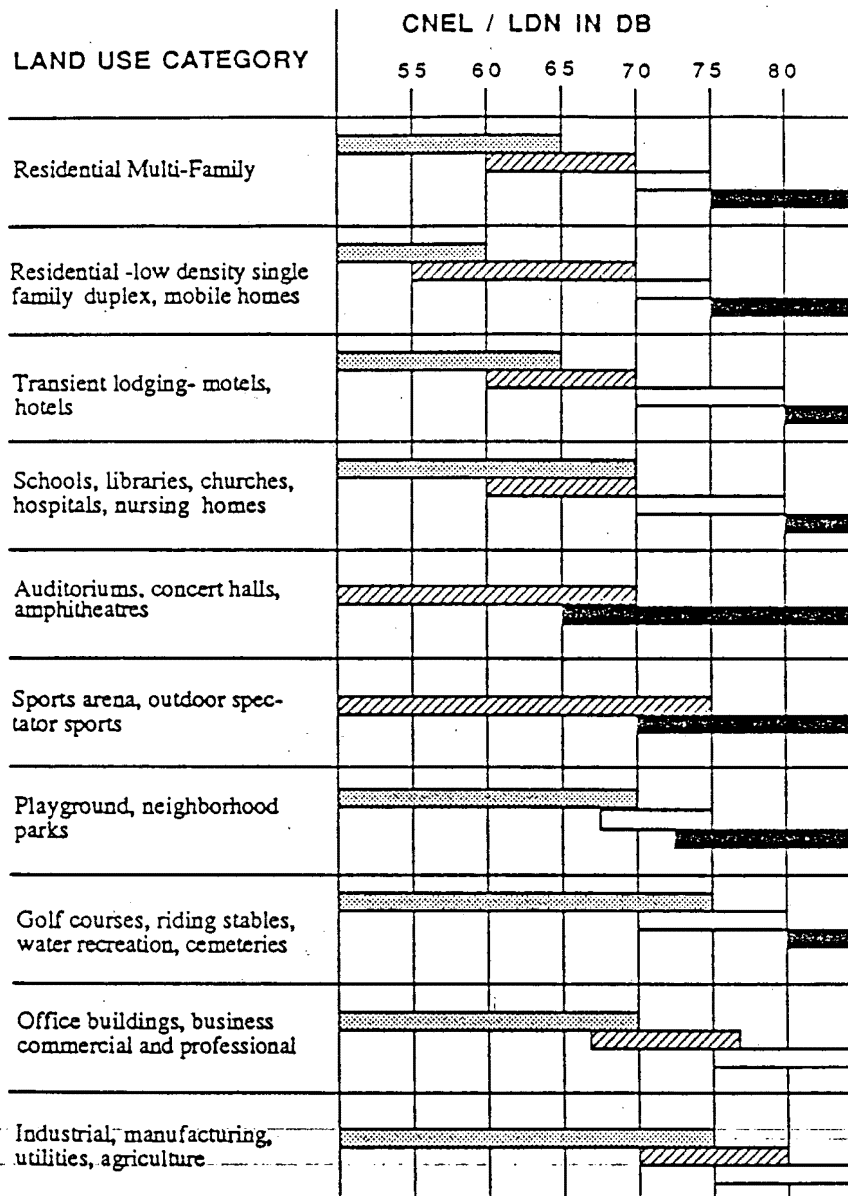 CNEL / LDN IN DB
LAND USE CATEGORY
55 60 65 70 75 80
Residential Multi-Family
Residential -low density single
family duplex, mobile homes
Transient lodging- motels,
hotels
Schools, libraries, churches,
hospitals, nursing homes
Auditoriums, concert halls,
amphitheatres
Sports arena, outdoor spec-
tator sports
Playground, neighborhood
parks
Golf courses, riding stables,
water recreation, cemeteries
Office buildings, business
commercial and professional
Industrial, manufacturing,
utilities, agriculture